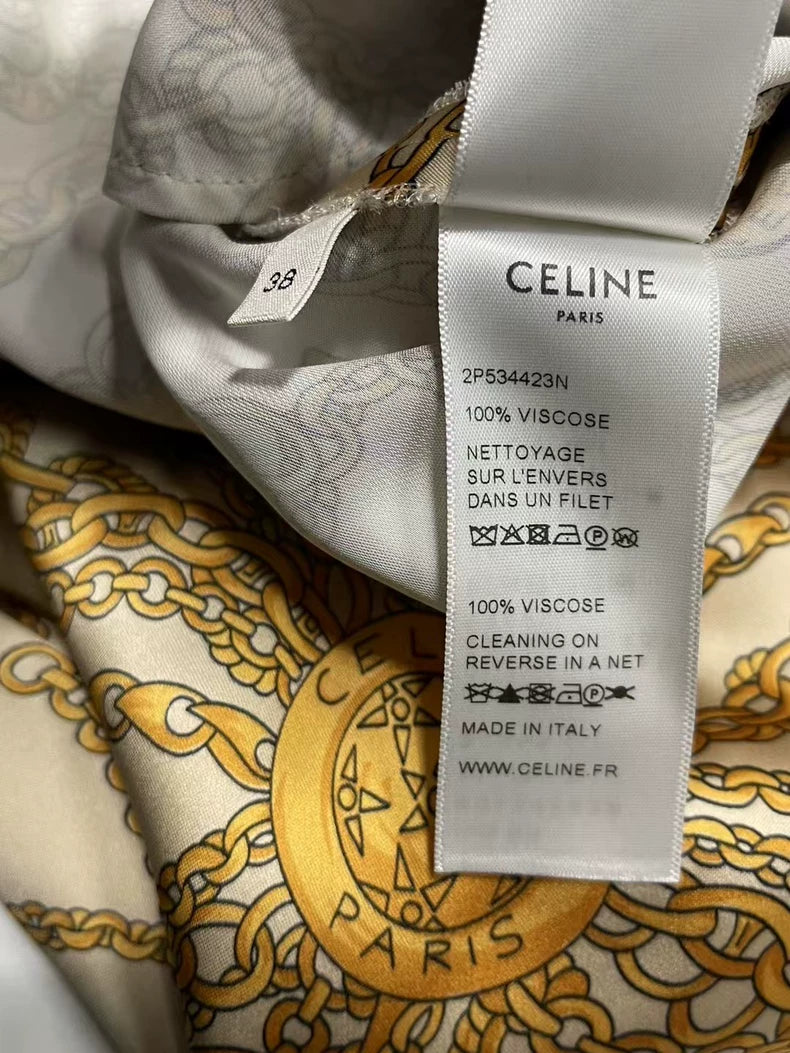 38
CELINE
PARIS
2P534423N
100% VISCOSE
NETTOYAGE
SUR L'ENVERS
DANS UN FILET
100% VISCOSE
CLEANING ON
REVERSE IN A NET
MADE IN ITALY
WWW.CELINE.FR
CEL
PARIS